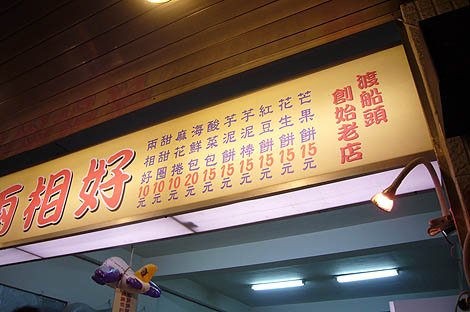 渡船頭
創始老店
芒果餅15元
花生餅15元
紅豆餅15元
芋泥棒15元
芋泥餅15元
酸菜包15元
海鮮包20元
麻花捲10元
甜甜圈10元
兩相好10元
兩相好